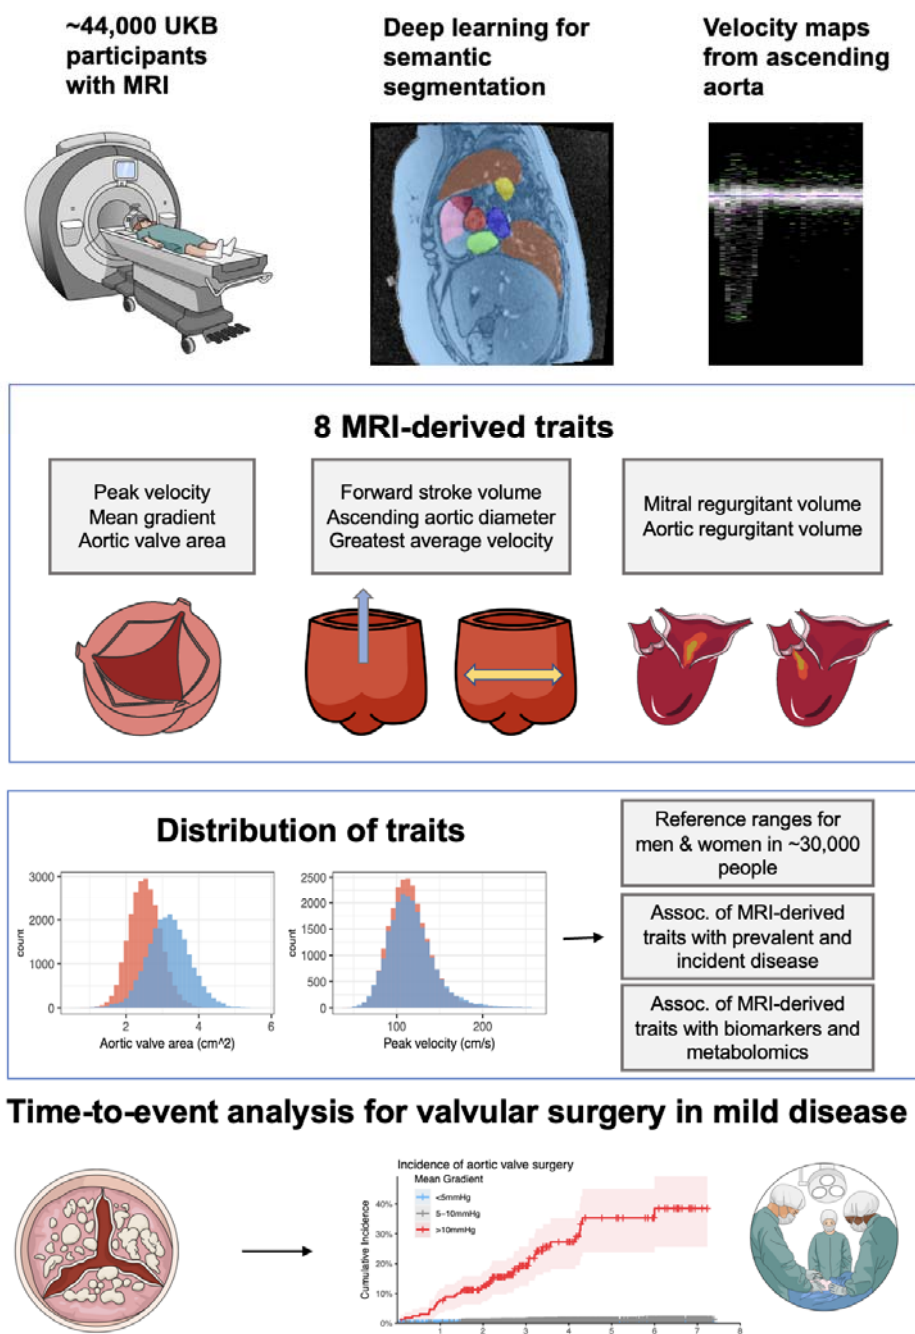 ~44,000 UKB
participants
with MRI
Deep learning for
semantic
segmentation
Velocity maps
from ascending
aorta
8 MRI-derived traits
Peak velocity
Mean gradient
Aortic valve area
Forward stroke volume
Ascending aortic diameter
Greatest average velocity
Mitral regurgitant volume
Aortic regurgitant volume
Distribution of traits
3000
2000
1000
0
count
2
4
6
Aortic valve area (cm^2)
2500
2000
1500
1000
500
0
count
100
200
Peak velocity (cm/s)
Reference ranges for
men & women in ~30,000
people
Assoc. of MRI-derived
traits with prevalent and
incident disease
Assoc. of MRI-derived
traits with biomarkers and
metabolomics
Time-to-event analysis for valvular surgery in mild disease
Incidence of aortic valve surgery
Mean Gradient
<5mmHg
5–10mmHg
>10mmHg
40%
30%
20%
10%
0%
Cumulative Incidence
1
2
3
4
5
6
7
8